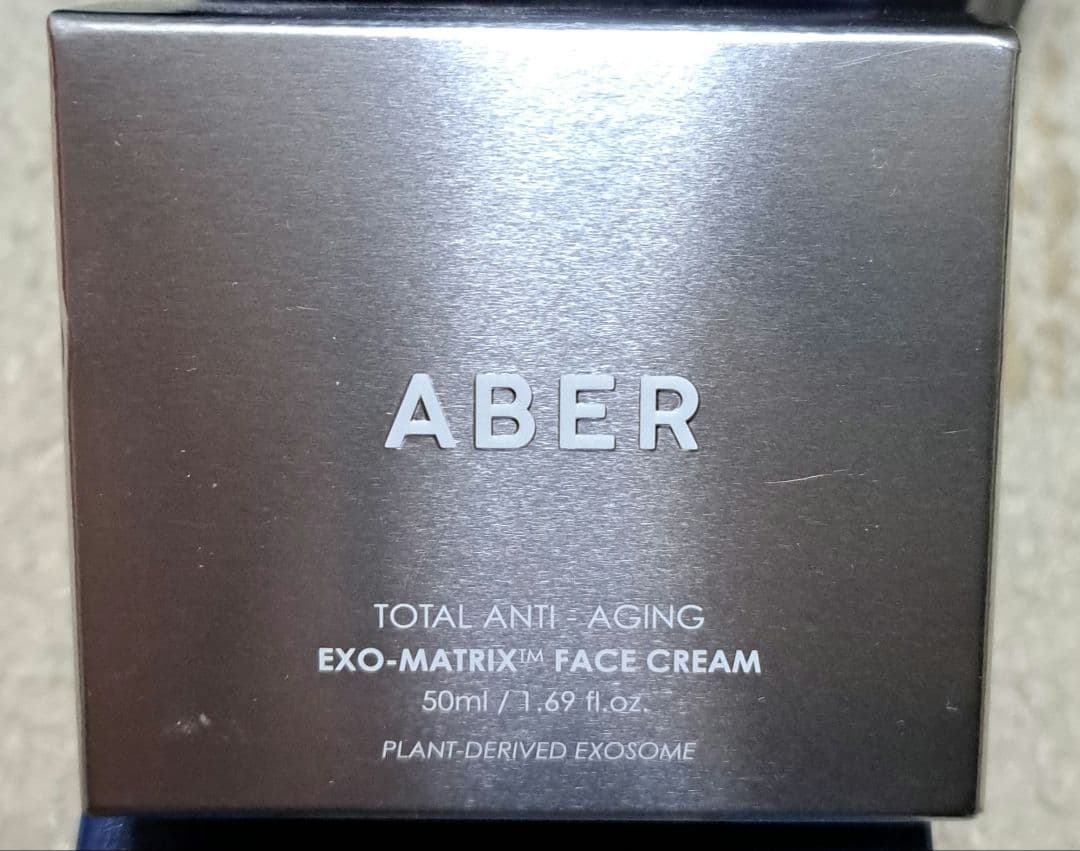 ABER
TOTAL ANTI - AGING
EXO-MATRIX™ FACE CREAM
50ml / 1.69 fl.oz.
PLANT-DERIVED EXOSOME